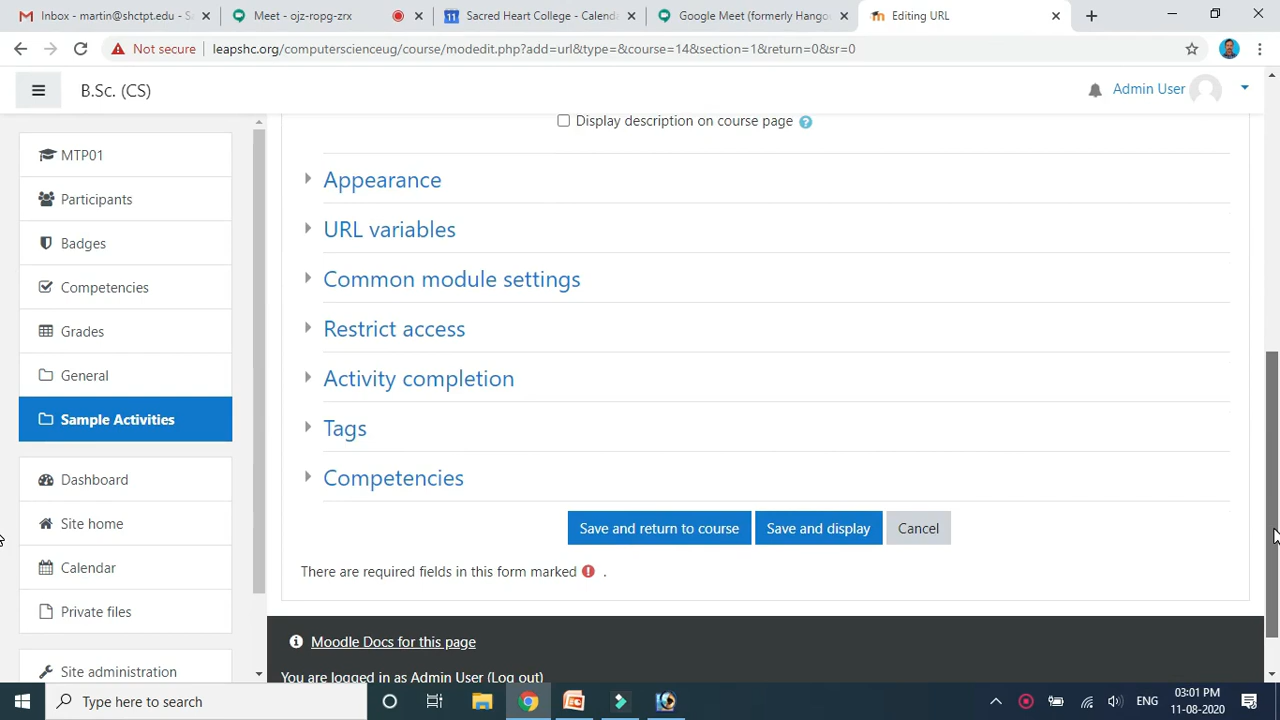 Inbox - martin@shctpt.edu - S
Meet - ojz-ropg-zrx
Sacred Heart College - Calend
Google Meet (formerly Hango
Editing URL
Not secure
leapshc.org/computerscienceug/course/modedit.php?add=url&type=&course=14&section=1&return=0&sr=0
B.Sc. (CS)
Admin User
MTP01
Participants
Badges
Competencies
Grades
General
Sample Activities
Dashboard
Site home
Calendar
Private files
Site administration
Display description on course page
Appearance
URL variables
Common module settings
Restrict access
Activity completion
Tags
Competencies
Save and return to course
Save and display
Cancel
There are required fields in this form marked .
Moodle Docs for this page
You are logged in as Admin User (Log out)
Type here to search
ENG
03:01 PM
11-08-2020